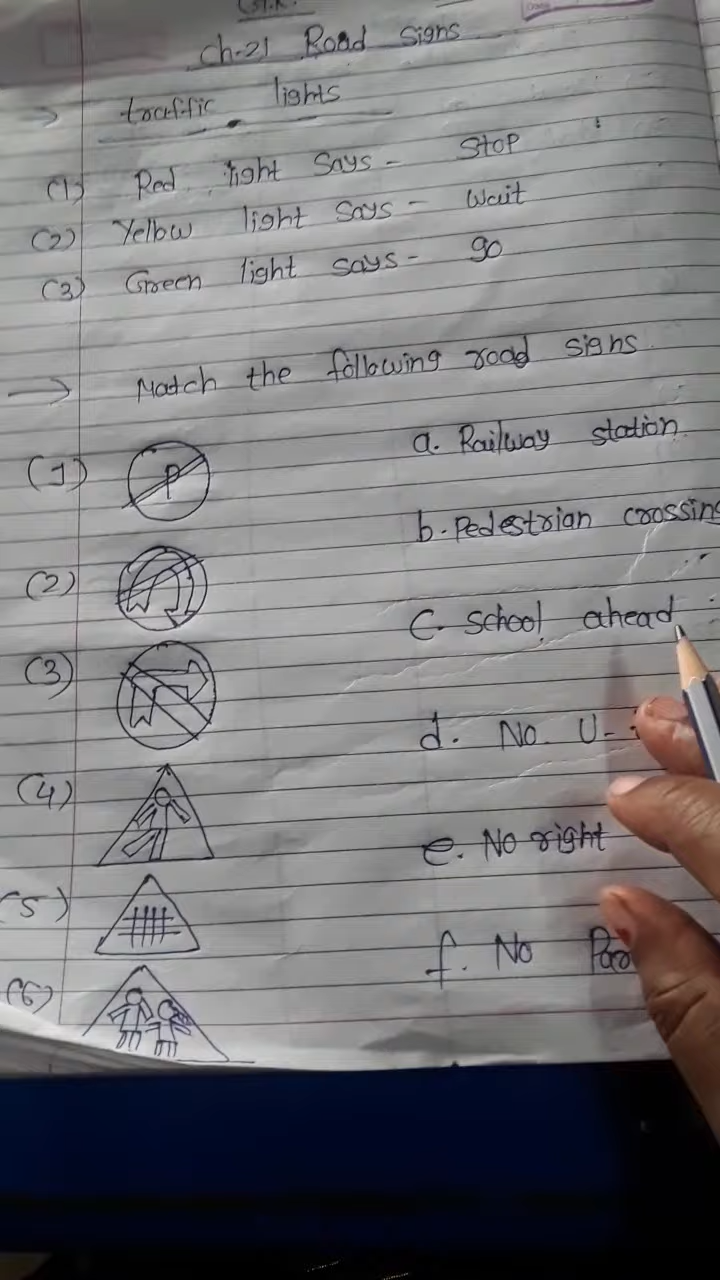 Ch-21 Road signs
traffic lights
(1) Red light says - Stop
(2) Yellow light says - Wait
(3) Green light says - go
Match the following road signs
(1) P a. Railway station
b. Pedestrian crossing
(2)
c. school ahead
(3)
d. No U-
(4)
e. No right
(5)
f. No
(6)